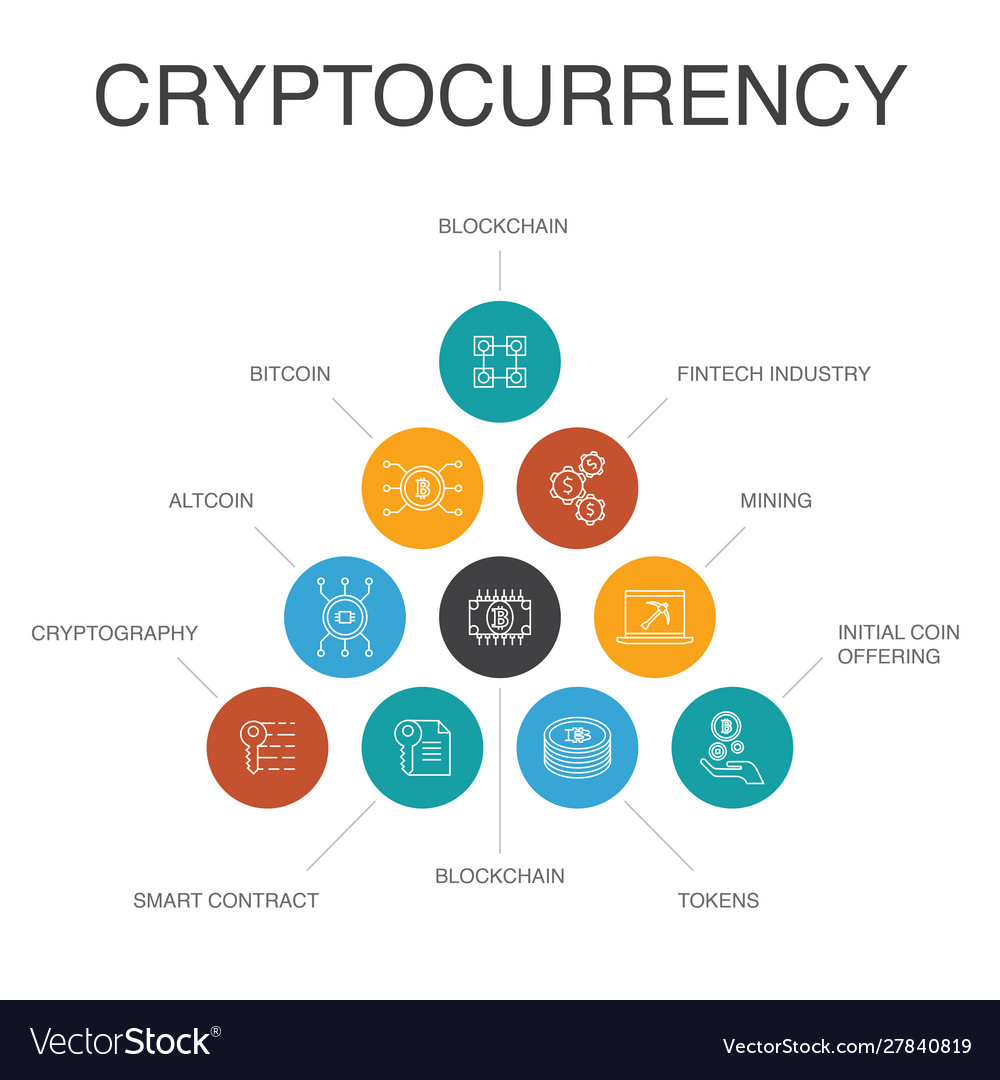 CRYPTOCURRENCY
BLOCKCHAIN
BITCOIN
FINTECH INDUSTRY
ALTCOIN
MINING
CRYPTOGRAPHY
INITIAL COIN
OFFERING
SMART CONTRACT
BLOCKCHAIN
TOKENS
VectorStock®
VectorStock.com/27840819